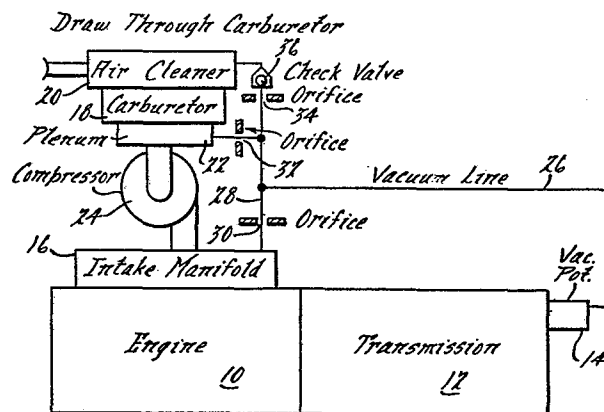 Draw Through Carburetor
36
Air Cleaner
Check Valve
20
Orifice
34
Carburetor
18
Orifice
Plenum
22
32
Compressor
24
Vacuum Line
26
28
16
30
Orifice
Intake Manifold
Vac.
Pot.
14
Engine
10
Transmission
12